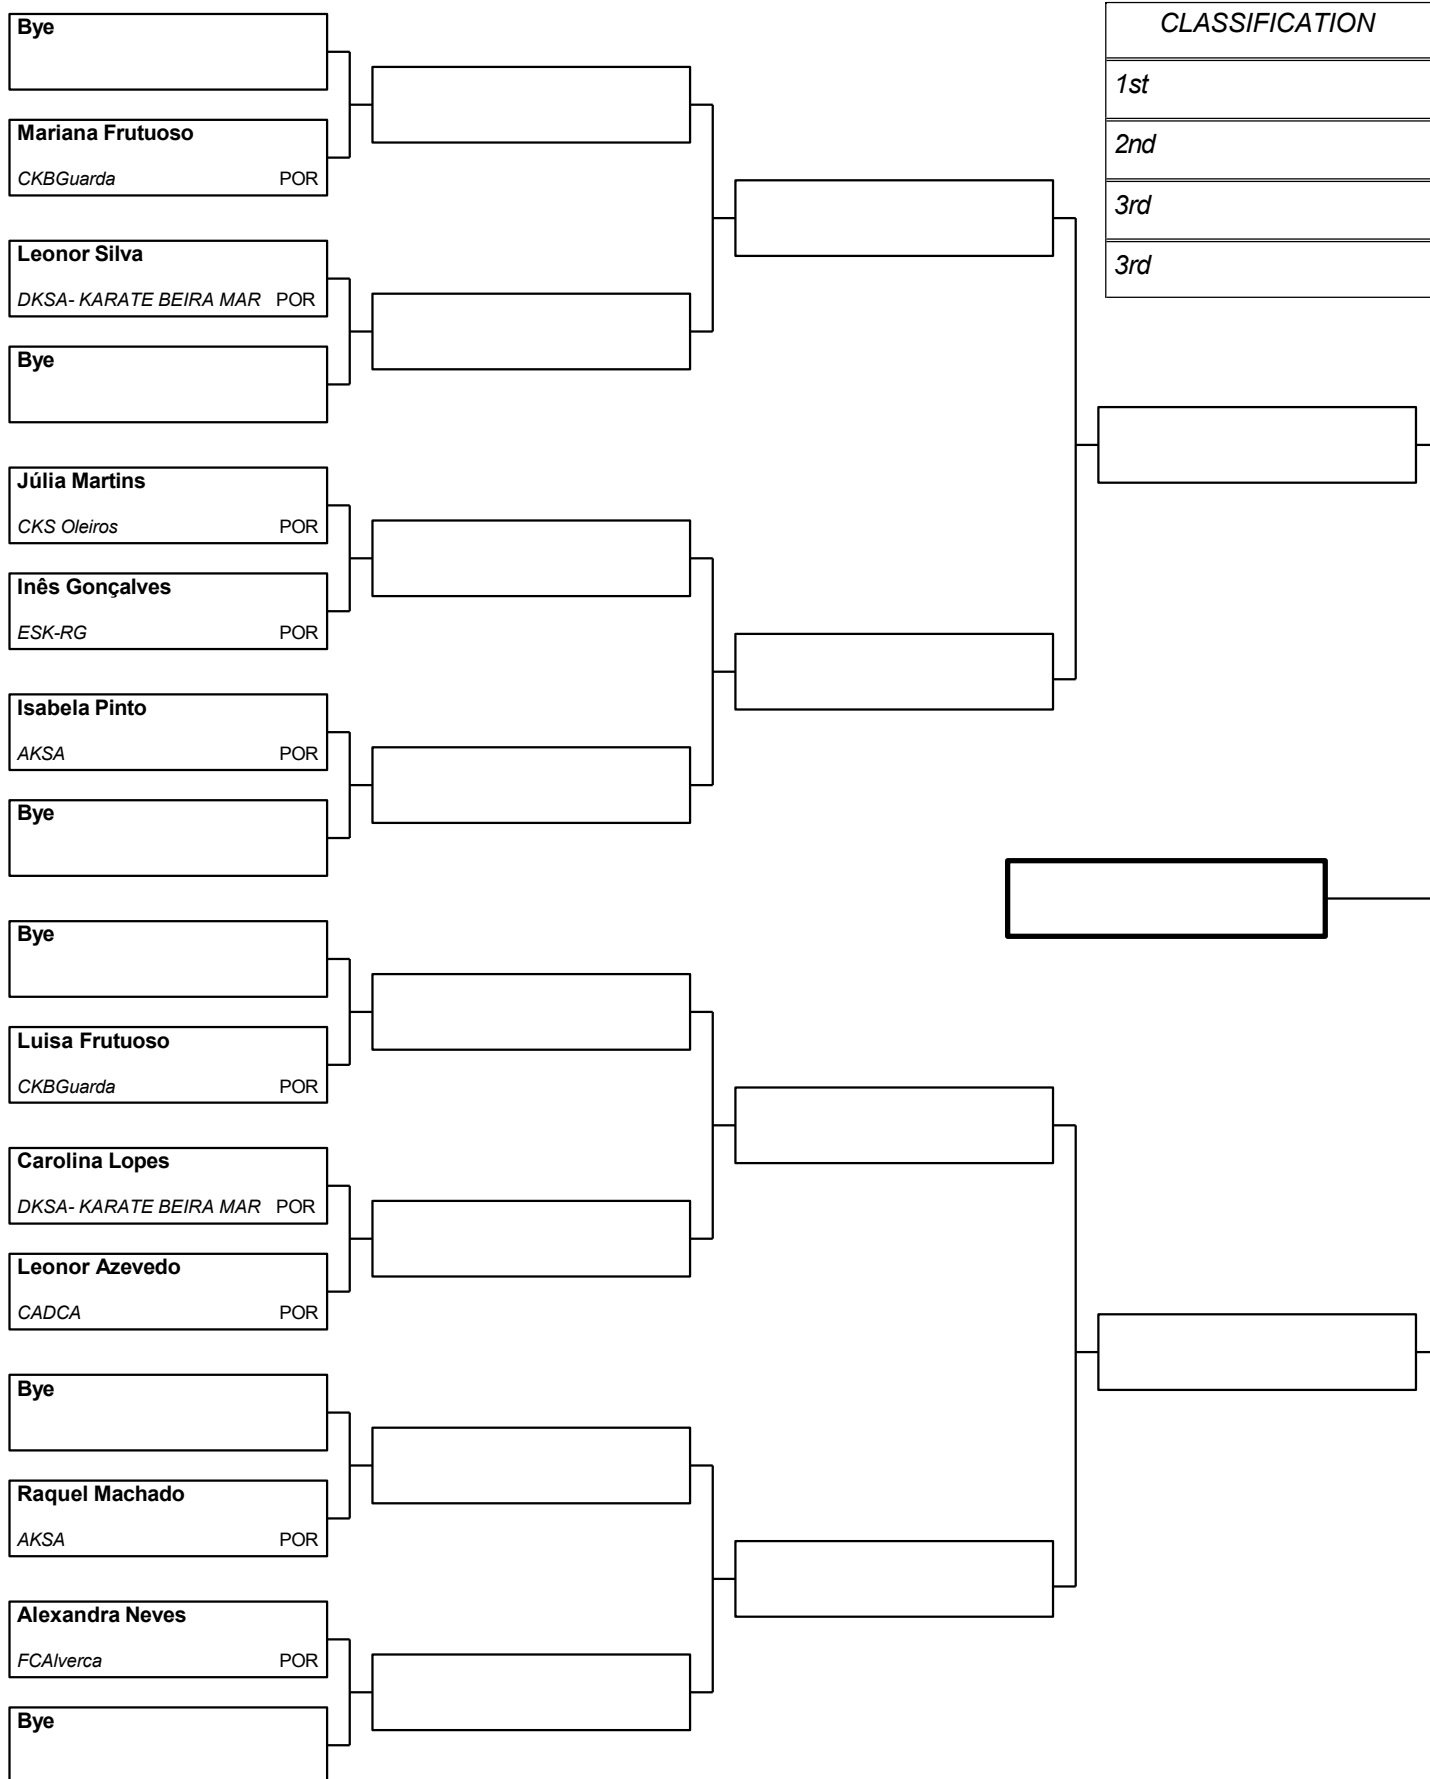 Bye
Mariana Frutuoso
CKBGuarda POR
Leonor Silva
DKSA- KARATE BEIRA MAR POR
Bye
Júlia Martins
CKS Oleiros POR
Inês Gonçalves
ESK-RG POR
Isabela Pinto
AKSA POR
Bye
Bye
Luisa Frutuoso
CKBGuarda POR
Carolina Lopes
DKSA- KARATE BEIRA MAR POR
Leonor Azevedo
CADCA POR
Bye
Raquel Machado
AKSA POR
Alexandra Neves
FCAlverca POR
Bye
CLASSIFICATION
1st
2nd
3rd
3rd